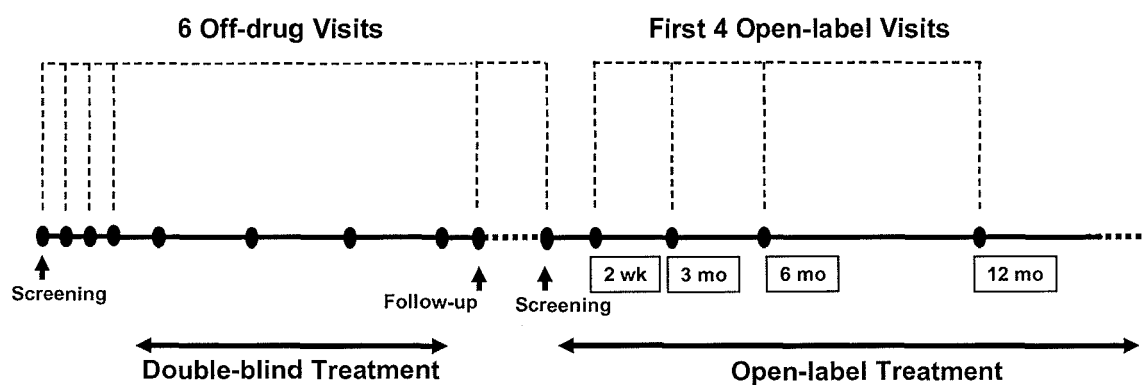 6 Off-drug Visits
First 4 Open-label Visits
2 wk
3 mo
6 mo
12 mo
Screening
Follow-up
Screening
Double-blind Treatment
Open-label Treatment